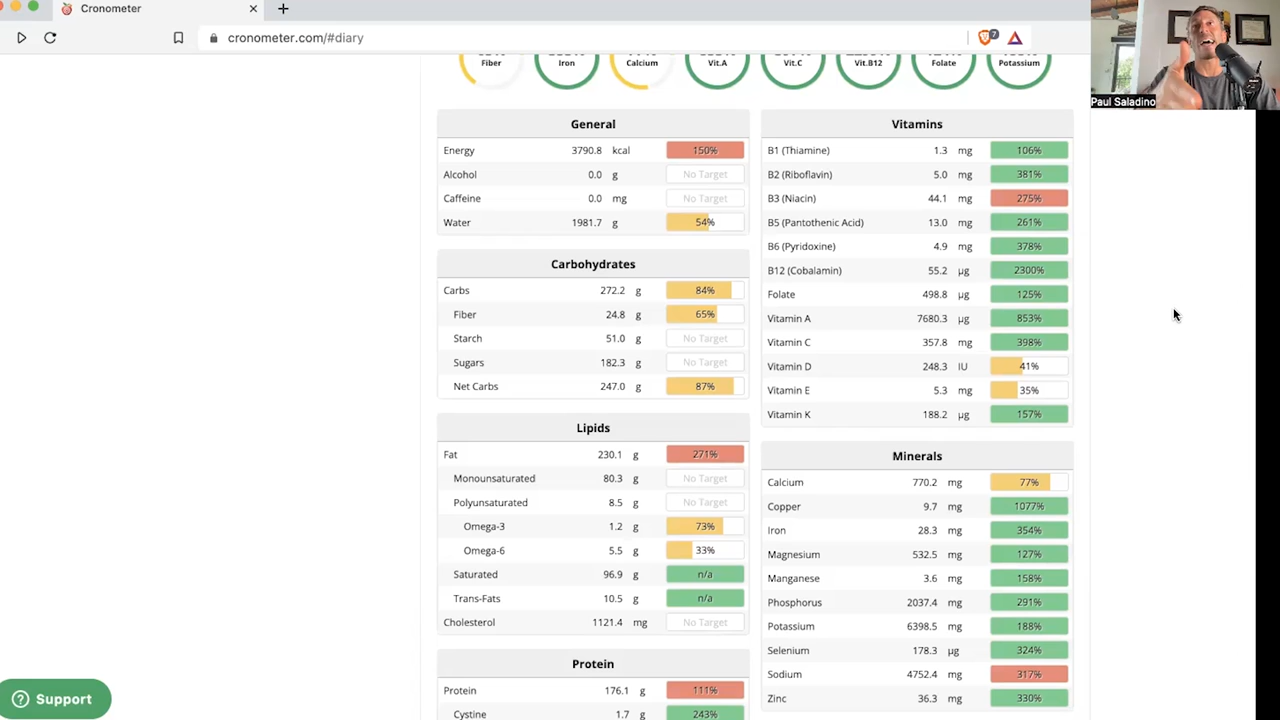 Cronometer
cronometer.com/#diary
7
Paul Saladino
Fiber
Iron
Calcium
Vit.A
Vit.C
Vit.B12
Folate
Potassium
General
Energy 3790.8 kcal 150%
Alcohol 0.0 g No Target
Caffeine 0.0 mg No Target
Water 1981.7 g 54%
Carbohydrates
Carbs 272.2 g 84%
Fiber 24.8 g 65%
Starch 51.0 g No Target
Sugars 182.3 g No Target
Net Carbs 247.0 g 87%
Lipids
Fat 230.1 g 271%
Monounsaturated 80.3 g No Target
Polyunsaturated 8.5 g No Target
Omega-3 1.2 g 73%
Omega-6 5.5 g 33%
Saturated 96.9 g n/a
Trans-Fats 10.5 g n/a
Cholesterol 1121.4 mg No Target
Protein
Protein 176.1 g 111%
Cystine 1.7 g 243%
Vitamins
B1 (Thiamine) 1.3 mg 106%
B2 (Riboflavin) 5.0 mg 381%
B3 (Niacin) 44.1 mg 275%
B5 (Pantothenic Acid) 13.0 mg 261%
B6 (Pyridoxine) 4.9 mg 378%
B12 (Cobalamin) 55.2 µg 2300%
Folate 498.8 µg 125%
Vitamin A 7680.3 µg 853%
Vitamin C 357.8 mg 398%
Vitamin D 248.3 IU 41%
Vitamin E 5.3 mg 35%
Vitamin K 188.2 µg 157%
Minerals
Calcium 770.2 mg 77%
Copper 9.7 mg 1077%
Iron 28.3 mg 354%
Magnesium 532.5 mg 127%
Manganese 3.6 mg 158%
Phosphorus 2037.4 mg 291%
Potassium 6398.5 mg 188%
Selenium 178.3 µg 324%
Sodium 4752.4 mg 317%
Zinc 36.3 mg 330%
Support